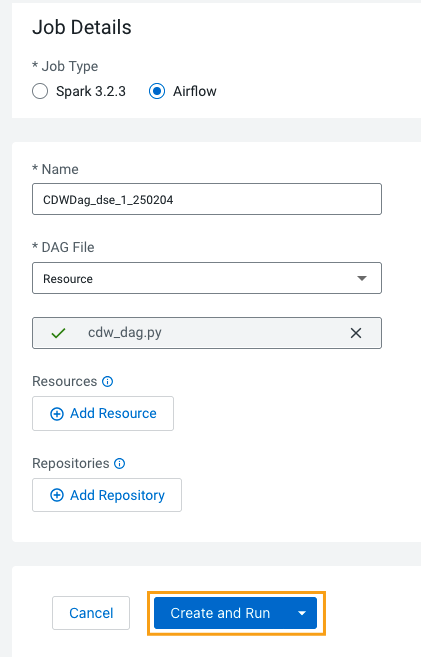 Job Details
* Job Type
Spark 3.2.3 Airflow
* Name
CDWDag_dse_1_250204
* DAG File
Resource
cdw_dag.py
Resources
Add Resource
Repositories
Add Repository
Cancel Create and Run